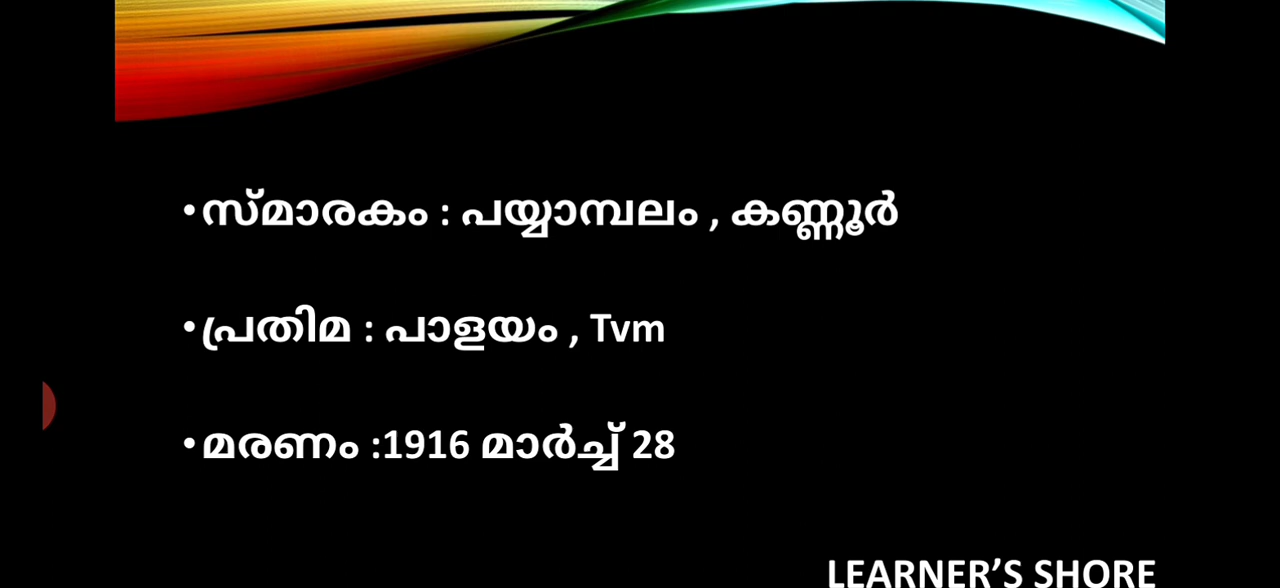 •സ്മാരകം : പയ്യാമ്പലം , കണ്ണൂർ
•പ്രതിമ : പാളയം , Tvm
•മരണം :1916 മാർച്ച് 28
LEARNER’S SHORE